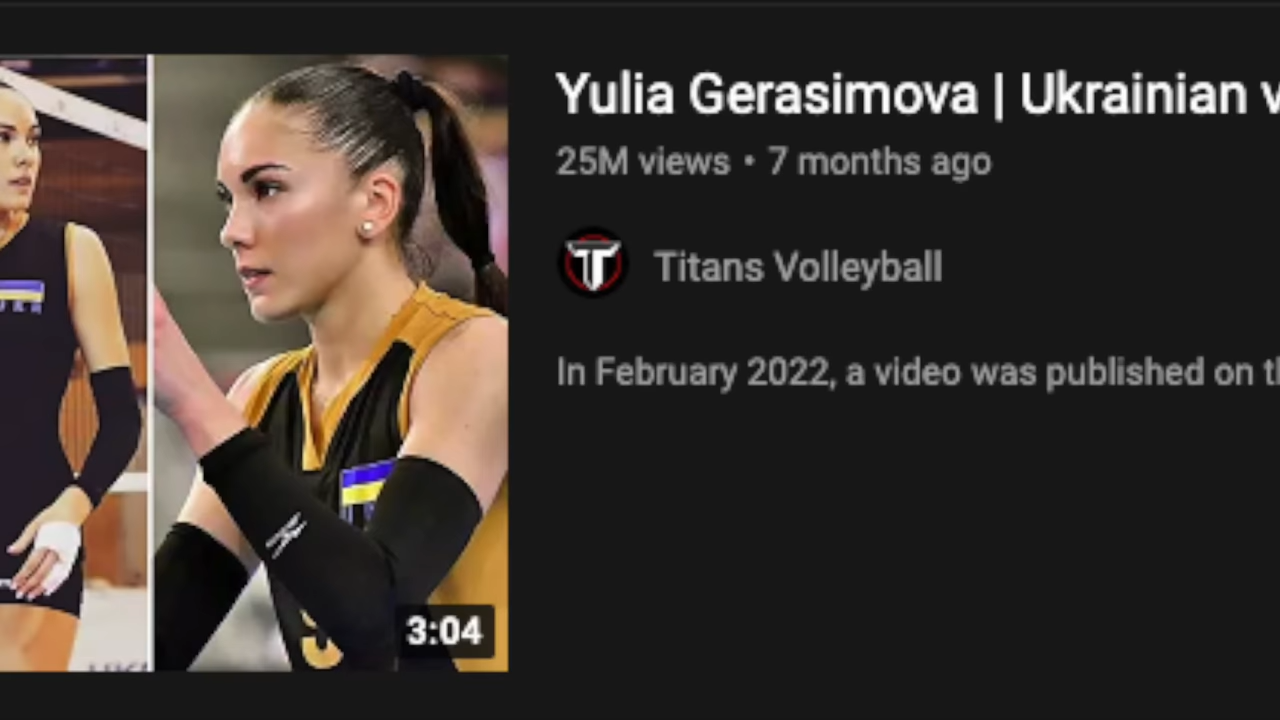 Yulia Gerasimova | Ukrainian v
25M views • 7 months ago
Titans Volleyball
In February 2022, a video was published on th
3:04